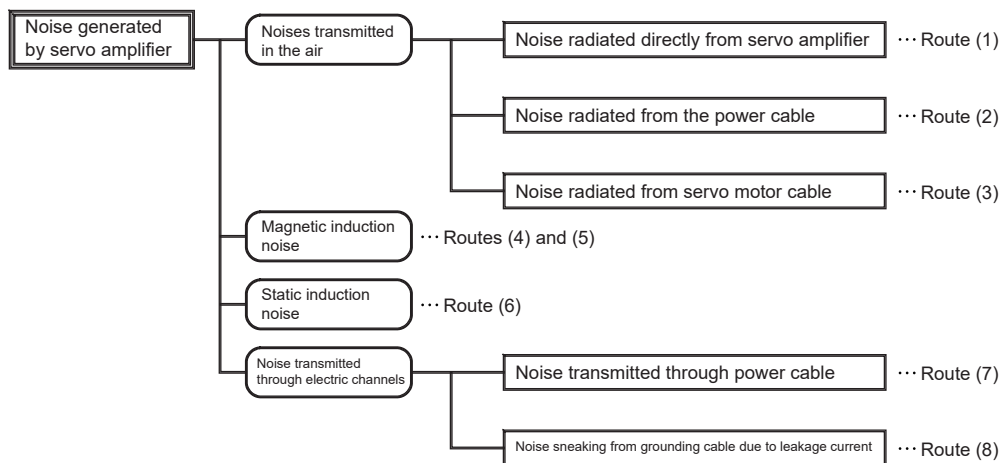 Noise generated
by servo amplifier
Noises transmitted
in the air
Noise radiated directly from servo amplifier
··· Route (1)
Noise radiated from the power cable
··· Route (2)
Noise radiated from servo motor cable
··· Route (3)
Magnetic induction
noise
··· Routes (4) and (5)
Static induction
noise
··· Route (6)
Noise transmitted
through electric channels
Noise transmitted through power cable
··· Route (7)
Noise sneaking from grounding cable due to leakage current
··· Route (8)